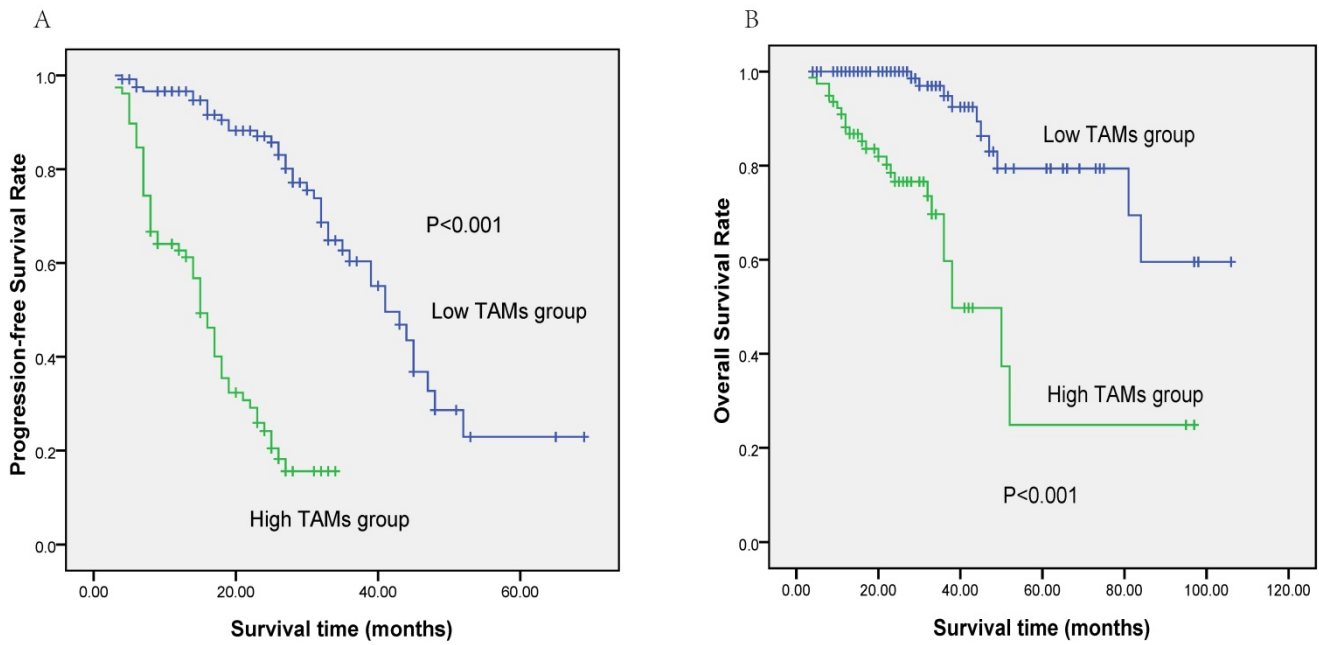 A
Progression-free Survival Rate
1.0
0.8
0.6
0.4
0.2
0.0
P<0.001
Low TAMs group
High TAMs group
0.00 20.00 40.00 60.00
Survival time (months)
B
Overall Survival Rate
1.0
0.8
0.6
0.4
0.2
0.0
Low TAMs group
High TAMs group
P<0.001
0.00 20.00 40.00 60.00 80.00 100.00 120.00
Survival time (months)